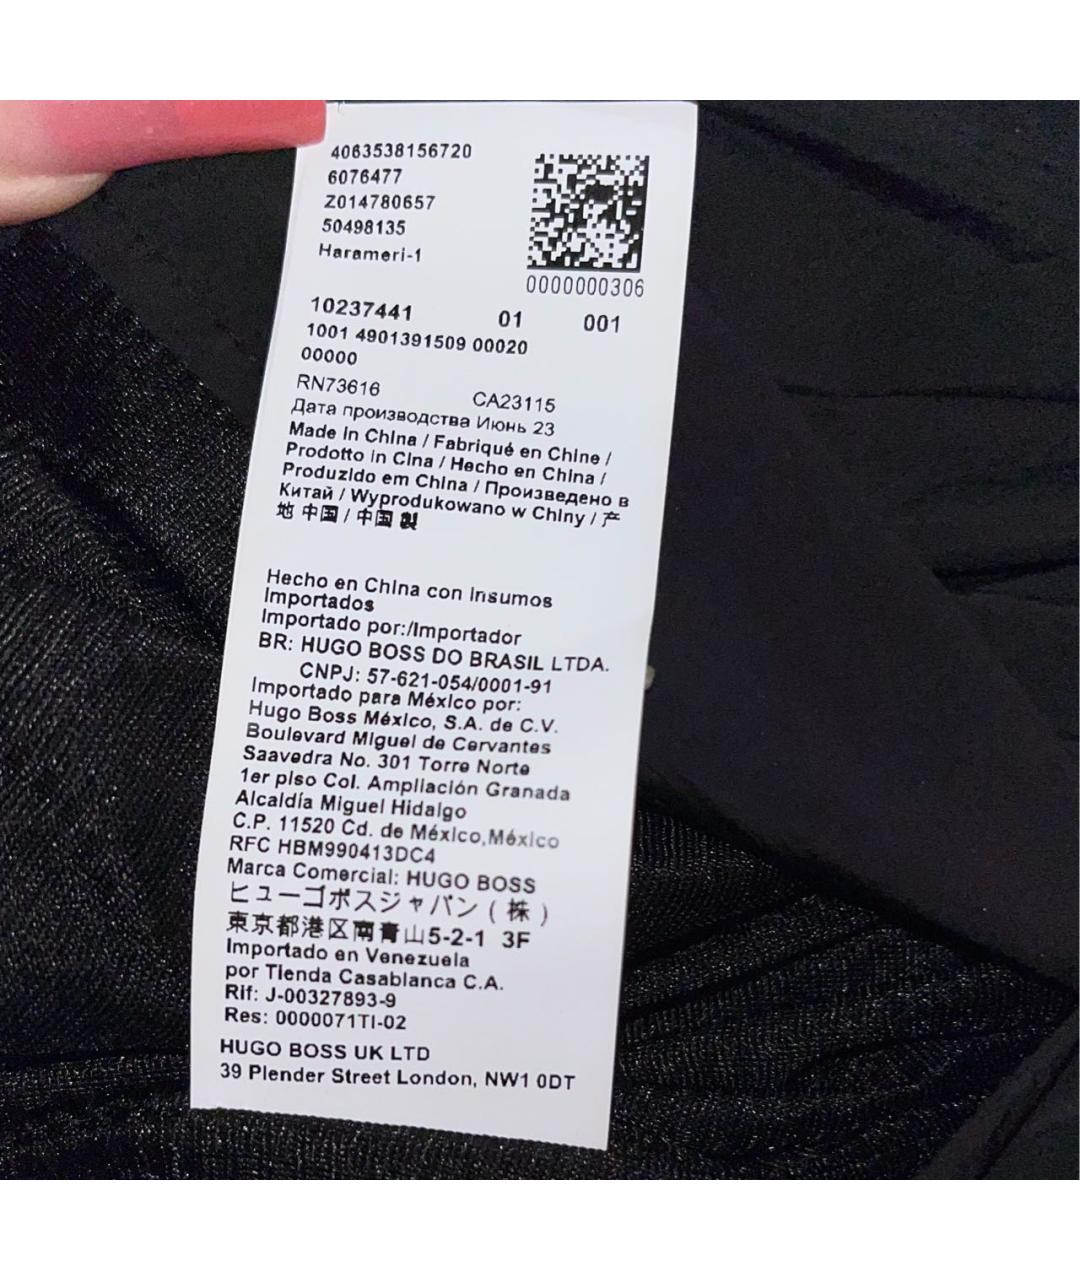 4063538156720
6076477
Z014780657
50498135
Harameri-1
0000000306
10237441 01 001
1001 4901391509 00020
00000
RN73616 CA23115
Дата производства Июнь 23
Made in China / Fabriqué en Chine /
Prodotto in Cina / Hecho en China /
Produzido em China / Произведено в
Китай / Wyprodukowano w Chiny / 产
地 中国 / 中国 製
Hecho en China con insumos
Importados
Importado por:/Importador
BR: HUGO BOSS DO BRASIL LTDA.
CNPJ: 57-621-054/0001-91
Importado para México por:
Hugo Boss México, S.A. de C.V.
Boulevard Miguel de Cervantes
Saavedra No. 301 Torre Norte
1er piso Col. Ampliación Granada
Alcaldía Miguel Hidalgo
C.P. 11520 Cd. de México,México
RFC HBM990413DC4
Marca Comercial: HUGO BOSS
ヒューゴボスジャパン ( 株 )
東京都港区南青山5-2-1 3F
Importado en Venezuela
por Tienda Casablanca C.A.
Rif: J-00327893-9
Res: 0000071TI-02
HUGO BOSS UK LTD
39 Plender Street London, NW1 0DT